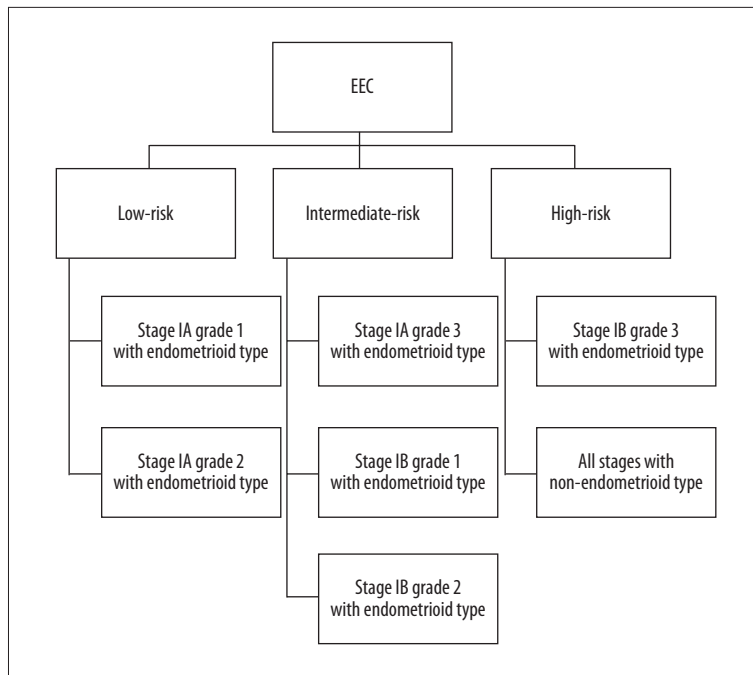 EEC
Low-risk
Intermediate-risk
High-risk
Stage IA grade 1
with endometrioid type
Stage IA grade 3
with endometrioid type
Stage IB grade 3
with endometrioid type
Stage IA grade 2
with endometrioid type
Stage IB grade 1
with endometrioid type
All stages with
non-endometrioid type
Stage IB grade 2
with endometrioid type